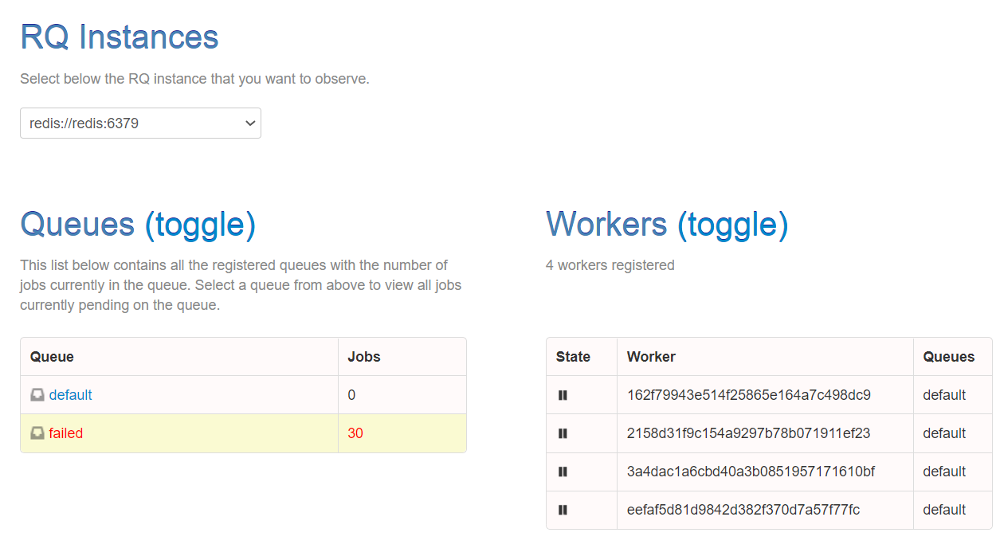 RQ Instances
Select below the RQ instance that you want to observe.
redis://redis:6379
Queues (toggle)
This list below contains all the registered queues with the number of
jobs currently in the queue. Select a queue from above to view all jobs
currently pending on the queue.
Queue Jobs
default 0
failed 30
Workers (toggle)
4 workers registered
State Worker Queues
162f79943e514f25865e164a7c498dc9 default
2158d31f9c154a9297b78b071911ef23 default
3a4dac1a6cbd40a3b0851957171610bf default
eefaf5d81d9842d382f370d7a57f77fc default